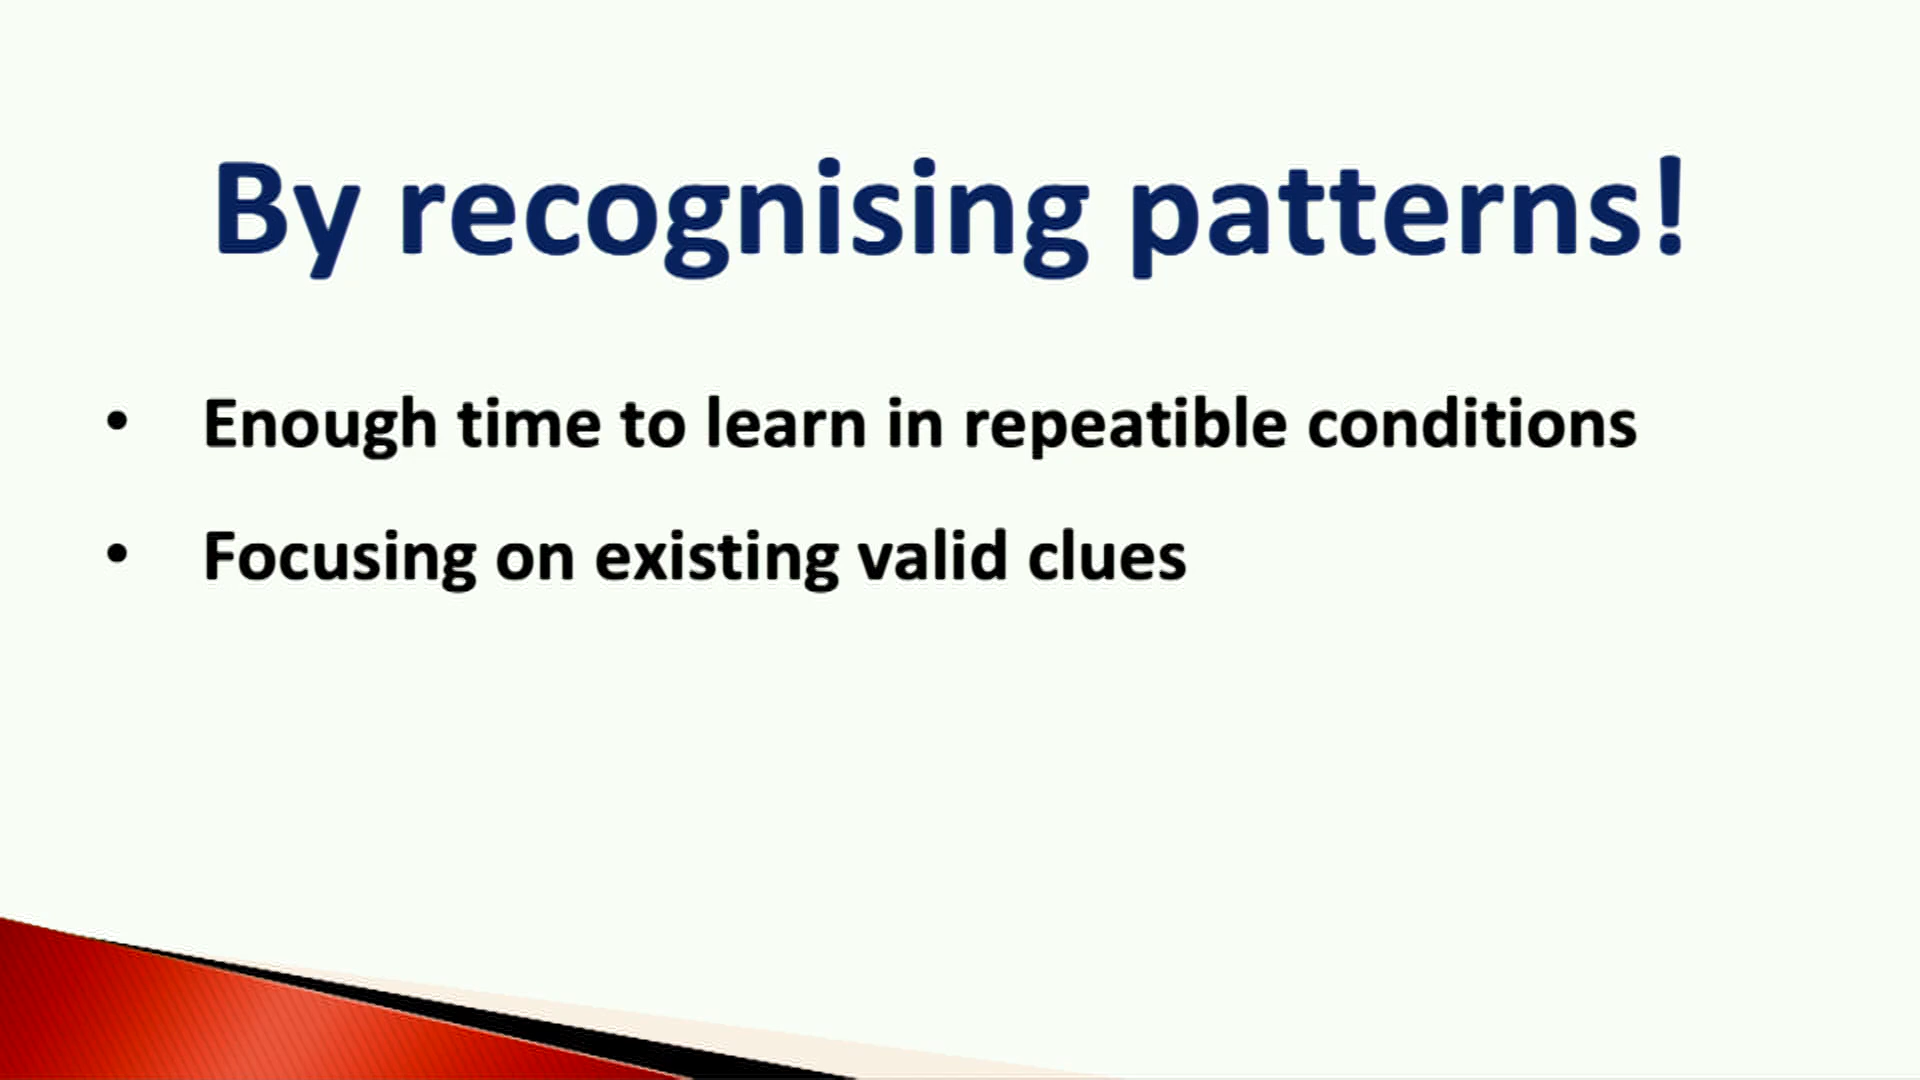 By recognising patterns!
• Enough time to learn in repeatible conditions
• Focusing on existing valid clues